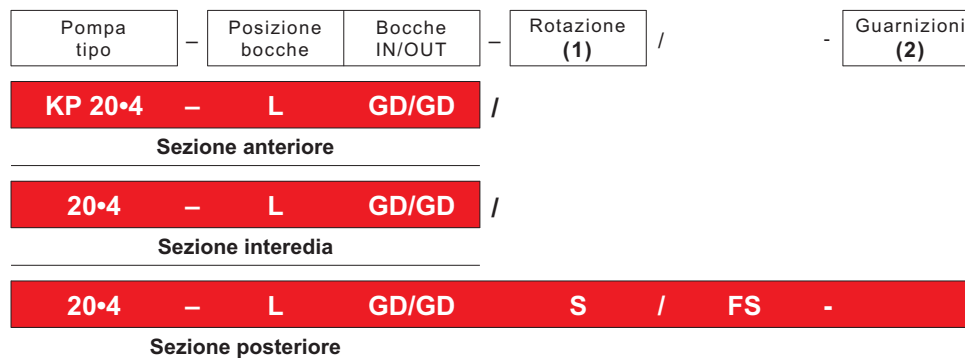 Pompa tipo – Posizione bocche Bocche IN/OUT – Rotazione (1) / - Guarnizioni (2)
KP 20•4 – L GD/GD /
Sezione anteriore
20•4 – L GD/GD /
Sezione interedia
20•4 – L GD/GD S / FS -
Sezione posteriore